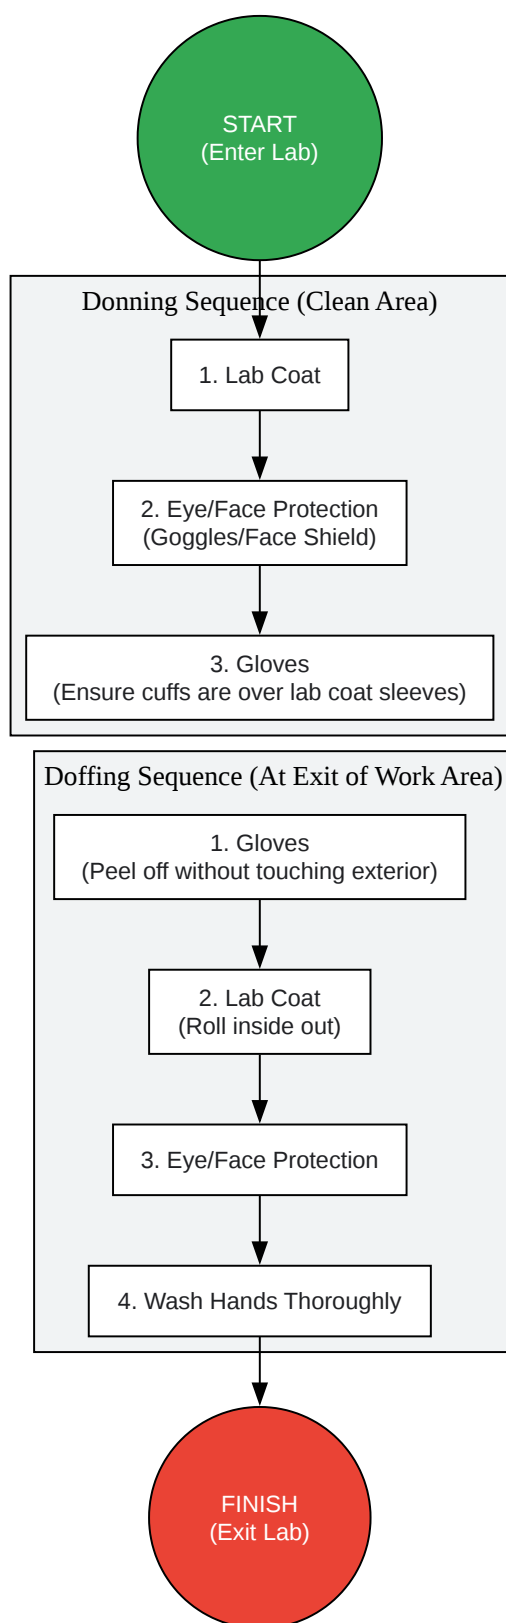 START
(Enter Lab)
Donning Sequence (Clean Area)
1. Lab Coat
2. Eye/Face Protection
(Goggles/Face Shield)
3. Gloves
(Ensure cuffs are over lab coat sleeves)
Doffing Sequence (At Exit of Work Area)
1. Gloves
(Peel off without touching exterior)
2. Lab Coat
(Roll inside out)
3. Eye/Face Protection
4. Wash Hands Thoroughly
FINISH
(Exit Lab)